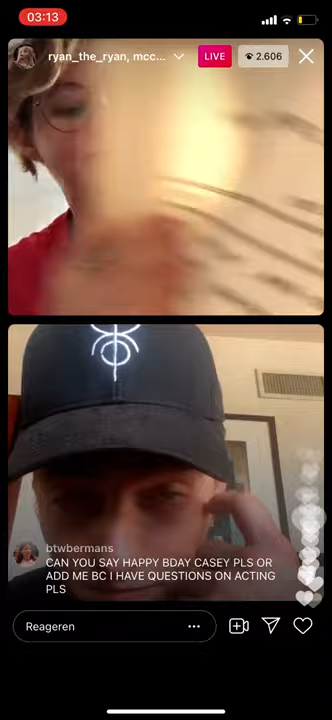 03:13
ryan_the_ryan, mcc...
LIVE
2.606
btwbermans
CAN YOU SAY HAPPY BDAY CASEY PLS OR
ADD ME BC I HAVE QUESTIONS ON ACTING
PLS
Reageren